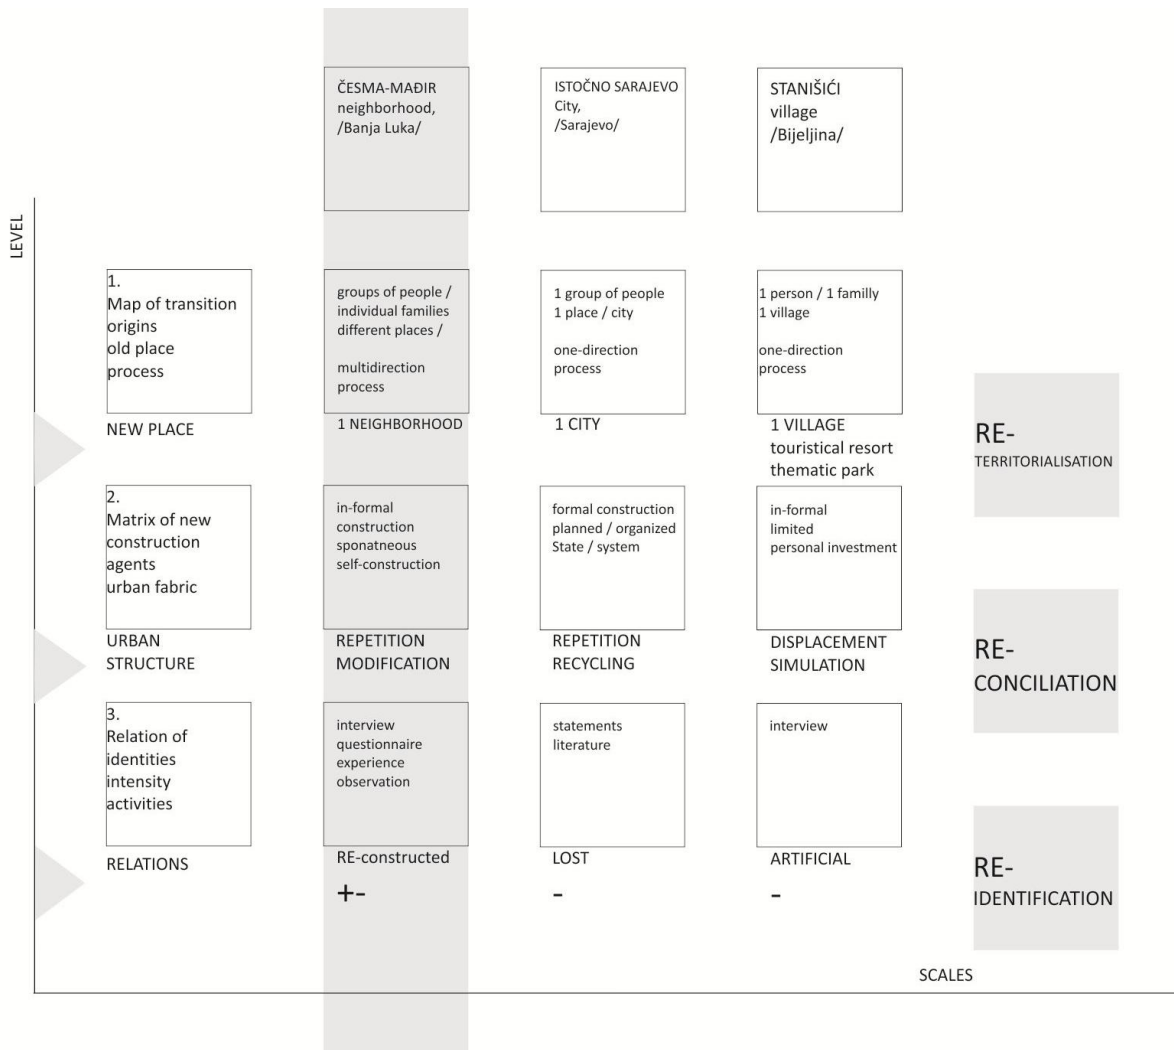 ČESMA-MAĐIR
neighborhood,
/Banja Luka/
ISTOČNO SARAJEVO
City,
/Sarajevo/
STANIŠIĆI
village
/Bijeljina/
LEVEL
1.
Map of transition
origins
old place
process
NEW PLACE
groups of people /
individual families
different places /
multidirection
process
1 NEIGHBORHOOD
1 group of people
1 place / city
one-direction
process
1 CITY
1 person / 1 familly
1 village
one-direction
process
1 VILLAGE
touristical resort
thematic park
RE-
TERRITORIALISATION
2.
Matrix of new
construction
agents
urban fabric
URBAN
STRUCTURE
in-formal
construction
sponatneous
self-construction
REPETITION
MODIFICATION
formal construction
planned / organized
State / system
REPETITION
RECYCLING
in-formal
limited
personal investment
DISPLACEMENT
SIMULATION
RE-
CONCILIATION
3.
Relation of
identities
intensity
activities
RELATIONS
interview
questionnaire
experience
observation
RE-constructed
+-
statements
literature
LOST
-
interview
ARTIFICIAL
-
RE-
IDENTIFICATION
SCALES